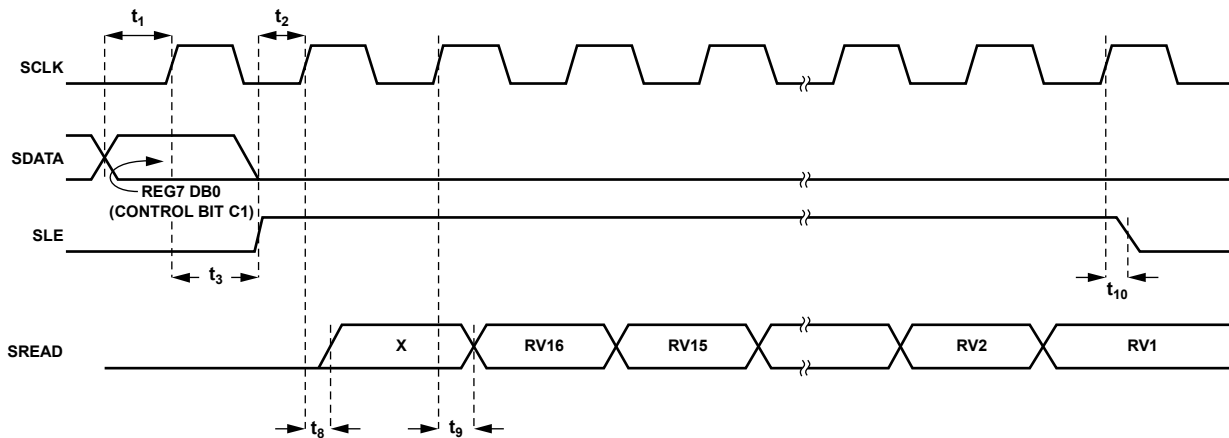 t1
t2
SCLK
SDATA
REG7 DB0
(CONTROL BIT C1)
SLE
t3
t10
SREAD
X
RV16
RV15
RV2
RV1
t8
t9